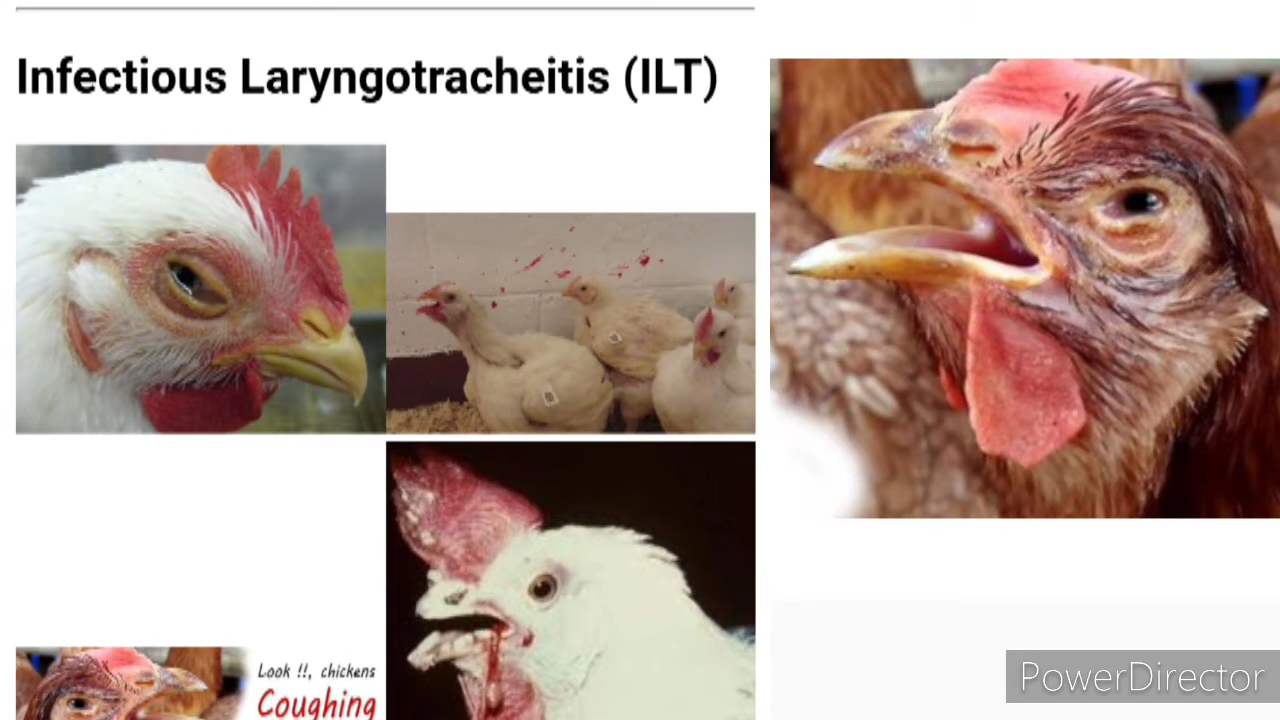 Infectious Laryngotracheitis (ILT)
Look !!, chickens
Coughing
PowerDirector